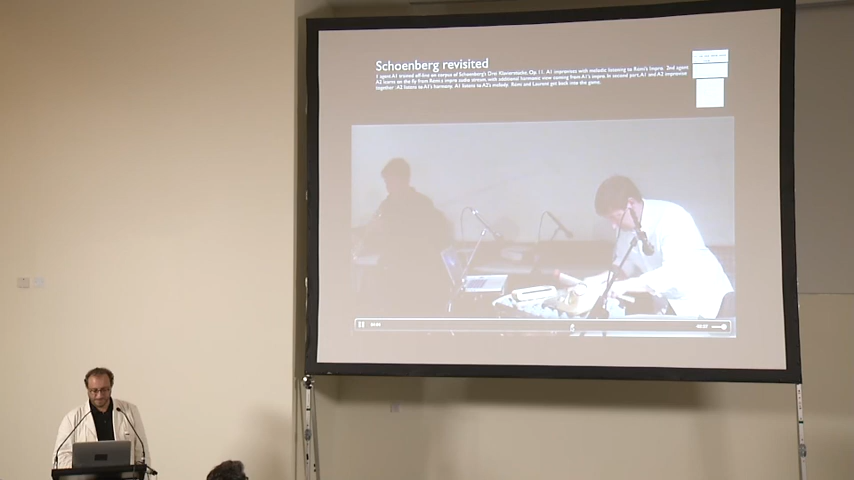 Schoenberg revisited
1 agent A1 trained off-line on corpus of Schoenberg's Drei Klavierstücke, Op 11. A1 improvises with melodic listening to Rémi's Impro. 2nd agent
A2 learns on the fly from Rémi's impro audio stream, with additional harmonic view coming from A1's impro. In second part, A1 and A2 improvise
together : A2 listens to A1's harmony, A1 listens to A2's melody. Rémi and Laurent get back into the game.